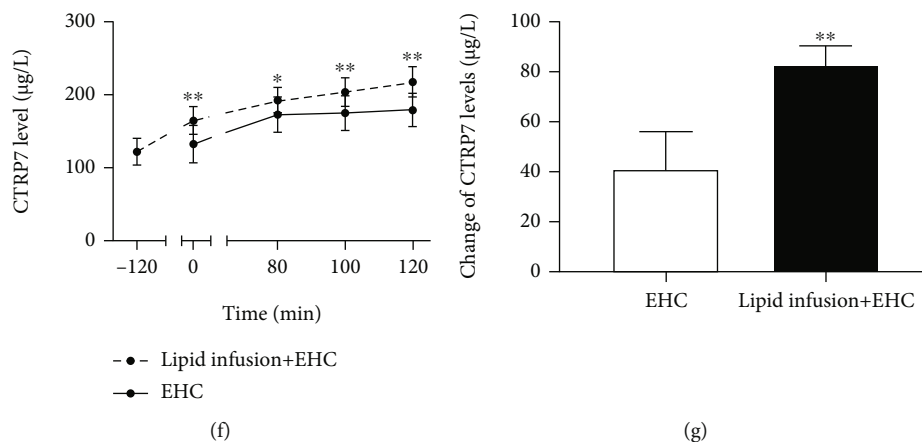 CTRP7 level (μg/L)
300
200
100
0
**
*
**
**
–120
0
80
100
120
Time (min)
Lipid infusion+EHC
EHC
(f)
Change of CTRP7 levels (μg/L)
100
80
60
40
20
0
**
EHC
Lipid infusion+EHC
(g)